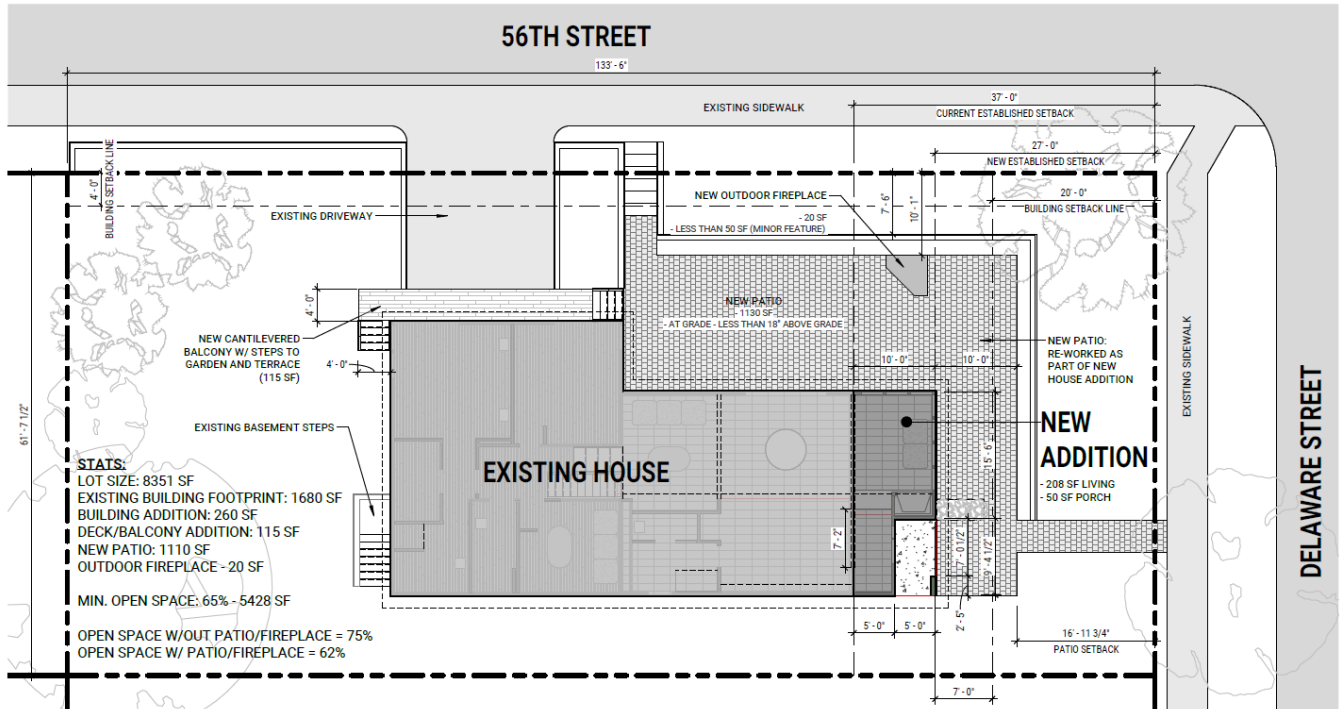 56TH STREET
133' - 6"
EXISTING SIDEWALK
37' - 0"
CURRENT ESTABLISHED SETBACK
27' - 0"
NEW ESTABLISHED SETBACK
20' - 0"
BUILDING SETBACK LINE
4' - 0"
BUILDING SETBACK LINE
EXISTING DRIVEWAY
NEW OUTDOOR FIREPLACE
- 20 SF
- LESS THAN 50 SF (MINOR FEATURE)
7' - 6"
10' - 1"
4' - 0"
NEW PATIO
- 1130 SF
- AT GRADE - LESS THAN 18" ABOVE GRADE
NEW CANTILEVERED
BALCONY W/ STEPS TO
GARDEN AND TERRACE
(115 SF)
4' - 0"
10' - 0"
10' - 0"
NEW PATIO:
RE-WORKED AS
PART OF NEW
HOUSE ADDITION
EXISTING SIDEWALK
DELAWARE STREET
61' - 7 1/2"
EXISTING BASEMENT STEPS
EXISTING HOUSE
NEW
ADDITION
- 208 SF LIVING
- 50 SF PORCH
15' - 6"
STATS:
LOT SIZE: 8351 SF
EXISTING BUILDING FOOTPRINT: 1680 SF
BUILDING ADDITION: 260 SF
DECK/BALCONY ADDITION: 115 SF
NEW PATIO: 1110 SF
OUTDOOR FIREPLACE - 20 SF
MIN. OPEN SPACE: 65% - 5428 SF
OPEN SPACE W/OUT PATIO/FIREPLACE = 75%
OPEN SPACE W/ PATIO/FIREPLACE = 62%
7' - 2"
7' - 0 1/2"
9' - 4 1/2"
2' - 5"
5' - 0"
5' - 0"
16' - 11 3/4"
PATIO SETBACK
7' - 0"